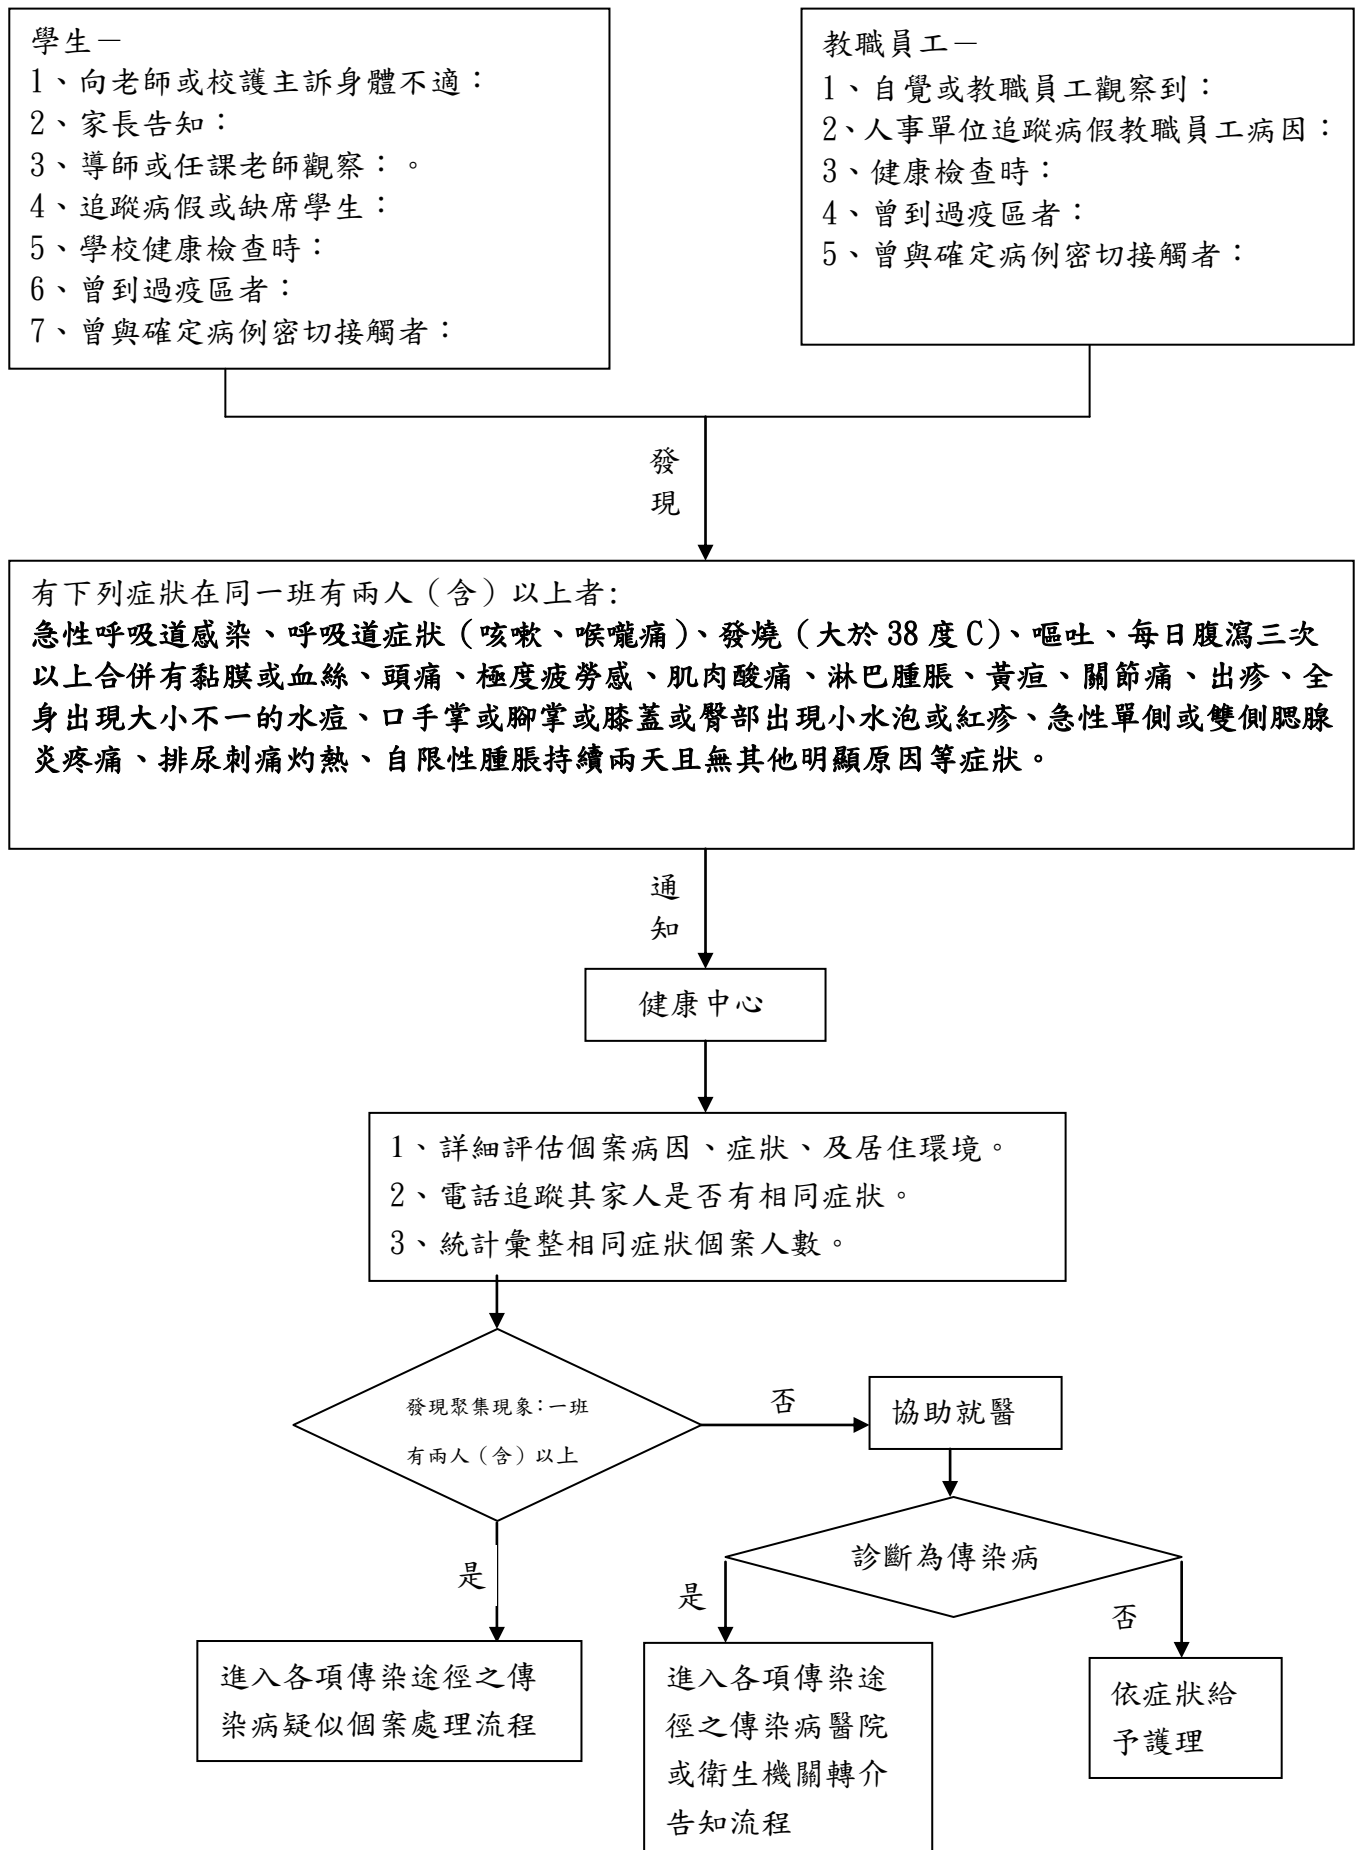 學生－
1、向老師或校護主訴身體不適：
2、家長告知：
3、導師或任課老師觀察：。
4、追蹤病假或缺席學生：
5、學校健康檢查時：
6、曾到過疫區者：
7、曾與確定病例密切接觸者：
教職員工－
1、自覺或教職員工觀察到：
2、人事單位追蹤病假教職員工病因：
3、健康檢查時：
4、曾到過疫區者：
5、曾與確定病例密切接觸者：
發
現
有下列症狀在同一班有兩人（含）以上者:
急性呼吸道感染、呼吸道症狀（咳嗽、喉嚨痛）、發燒（大於 38 度 C）、嘔吐、每日腹瀉三次
以上合併有黏膜或血絲、頭痛、極度疲勞感、肌肉酸痛、淋巴腫脹、黃疸、關節痛、出疹、全
身出現大小不一的水痘、口手掌或腳掌或膝蓋或臀部出現小水泡或紅疹、急性單側或雙側腮腺
炎疼痛、排尿刺痛灼熱、自限性腫脹持續兩天且無其他明顯原因等症狀。
通
知
健康中心
1、詳細評估個案病因、症狀、及居住環境。
2、電話追蹤其家人是否有相同症狀。
3、統計彙整相同症狀個案人數。
發現聚集現象：一班
有兩人（含）以上
否
協助就醫
診斷為傳染病
是
是
否
進入各項傳染途徑之傳
染病疑似個案處理流程
進入各項傳染途
徑之傳染病醫院
或衛生機關轉介
告知流程
依症狀給
予護理